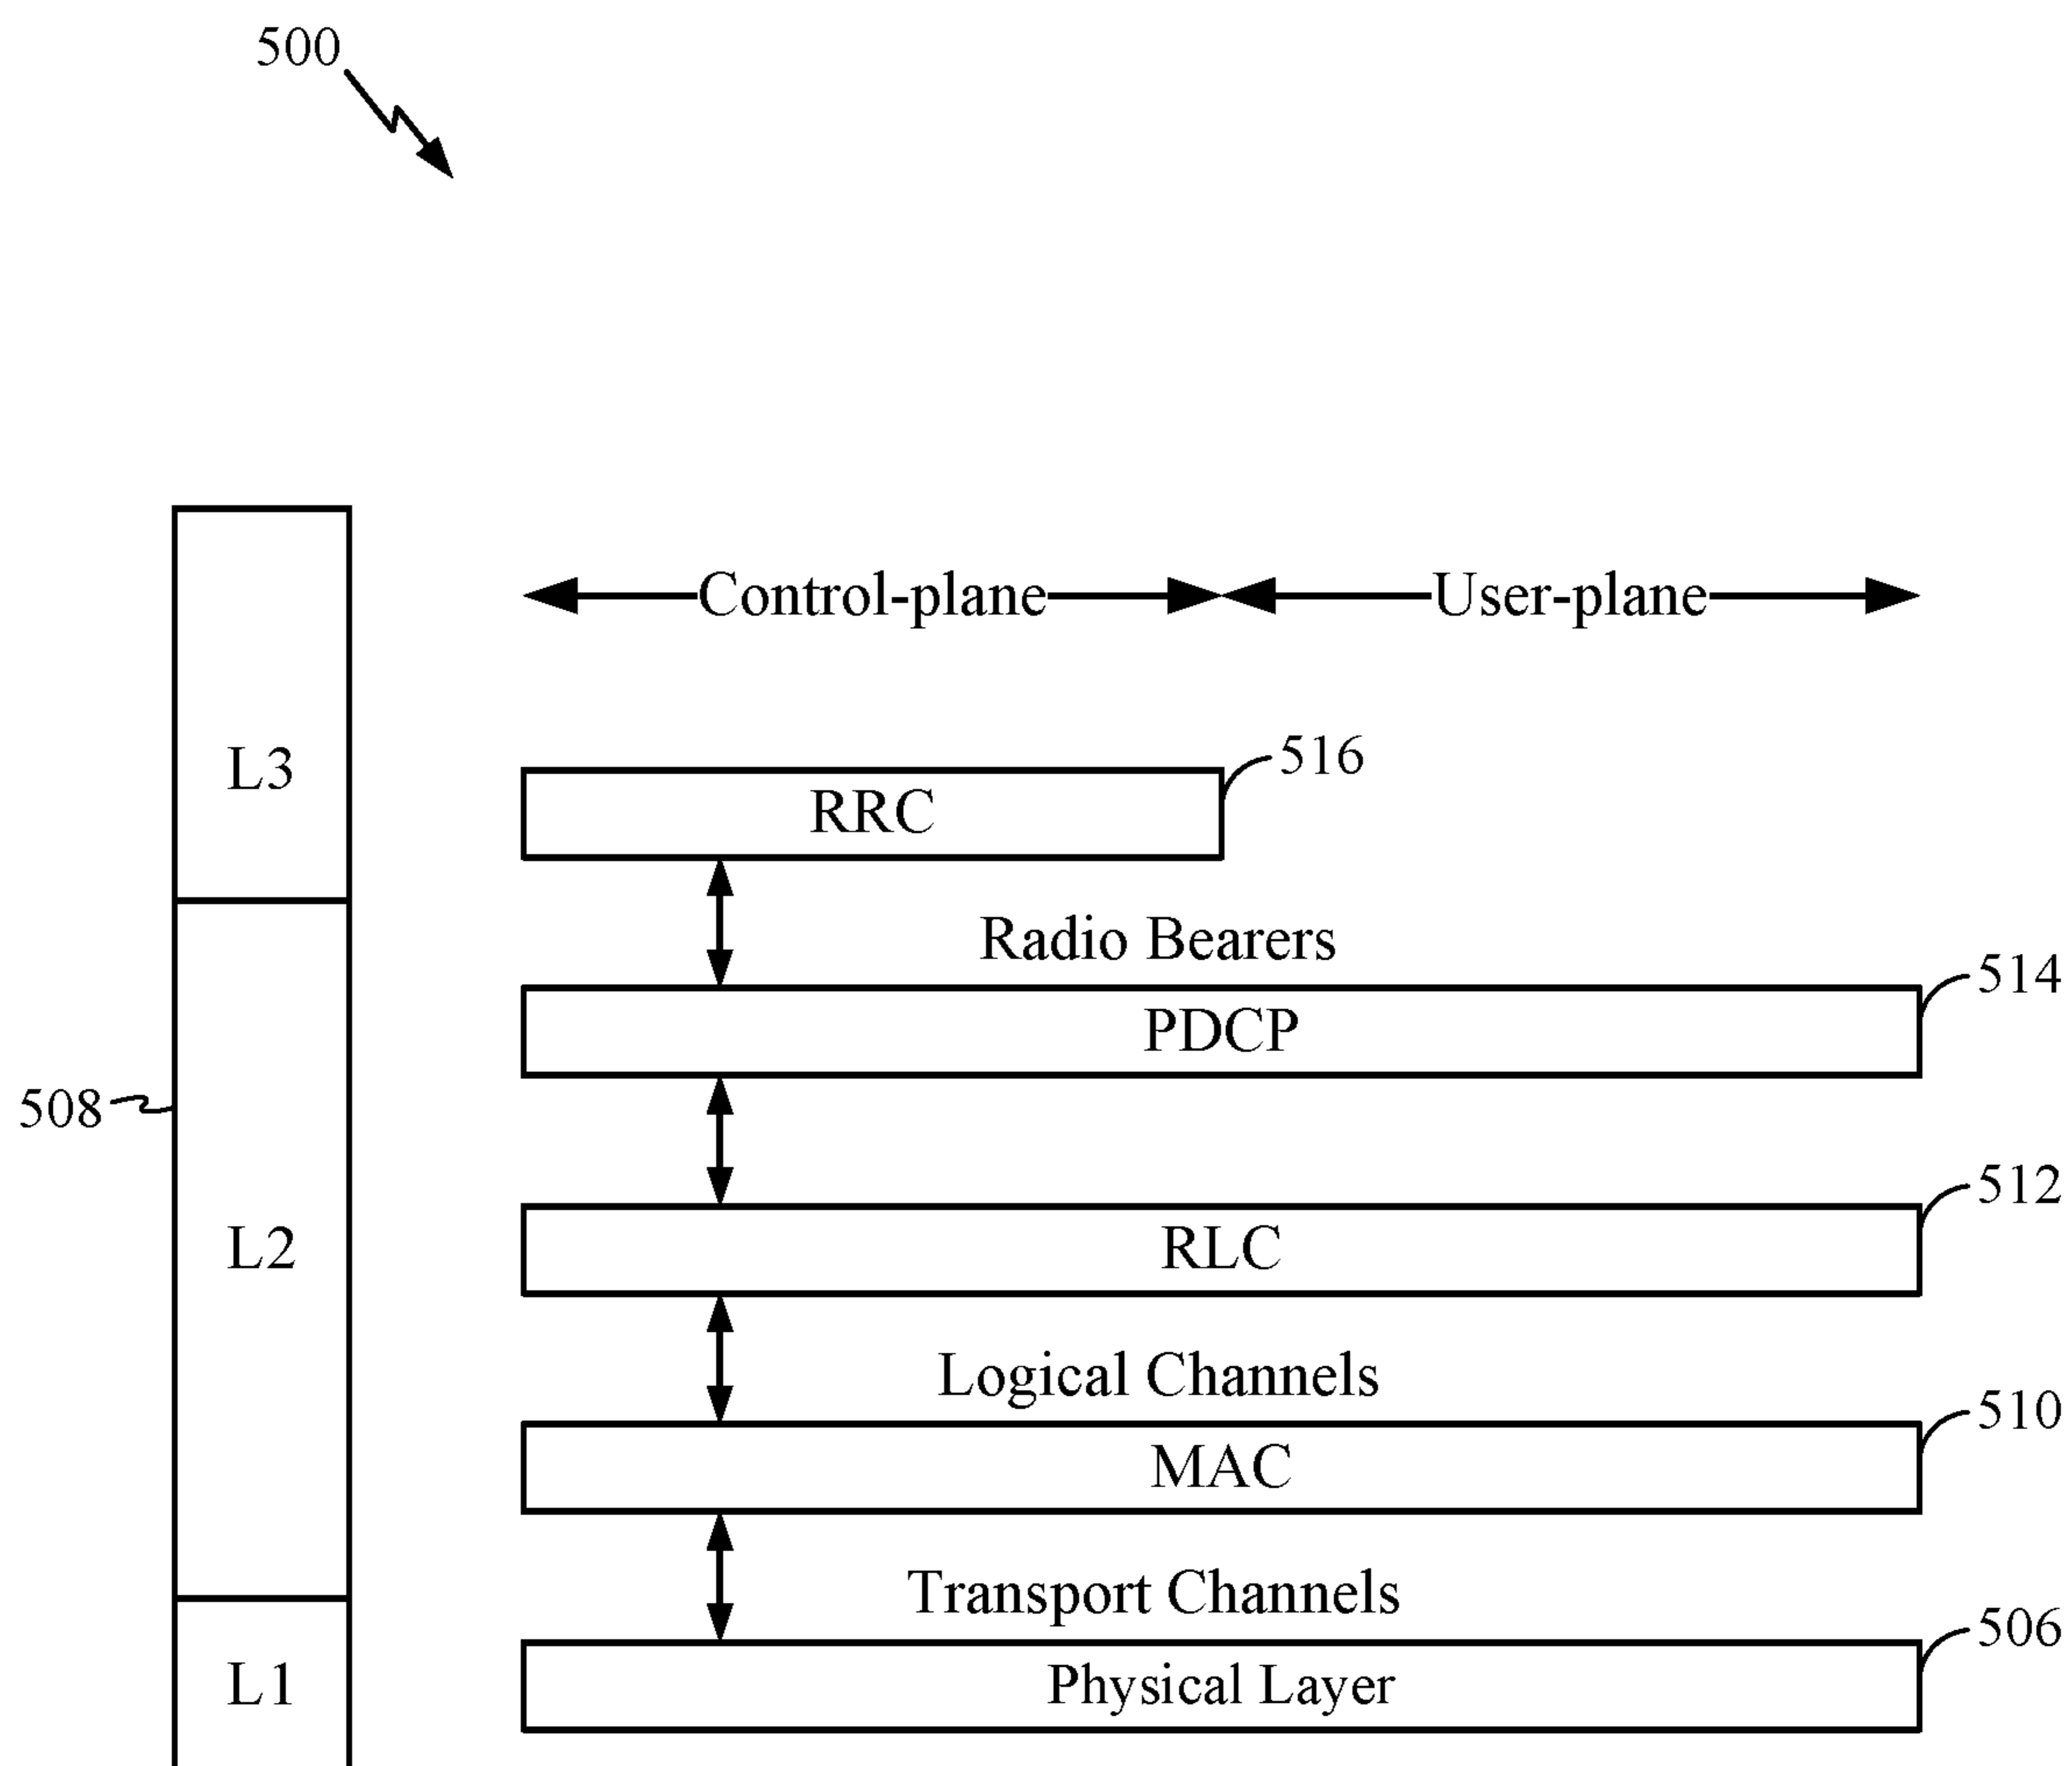 500
Control-plane User-plane
L3
516
RRC
Radio Bearers
514
PDCP
508
512
L2
RLC
Logical Channels
510
MAC
Transport Channels
506
L1
Physical Layer